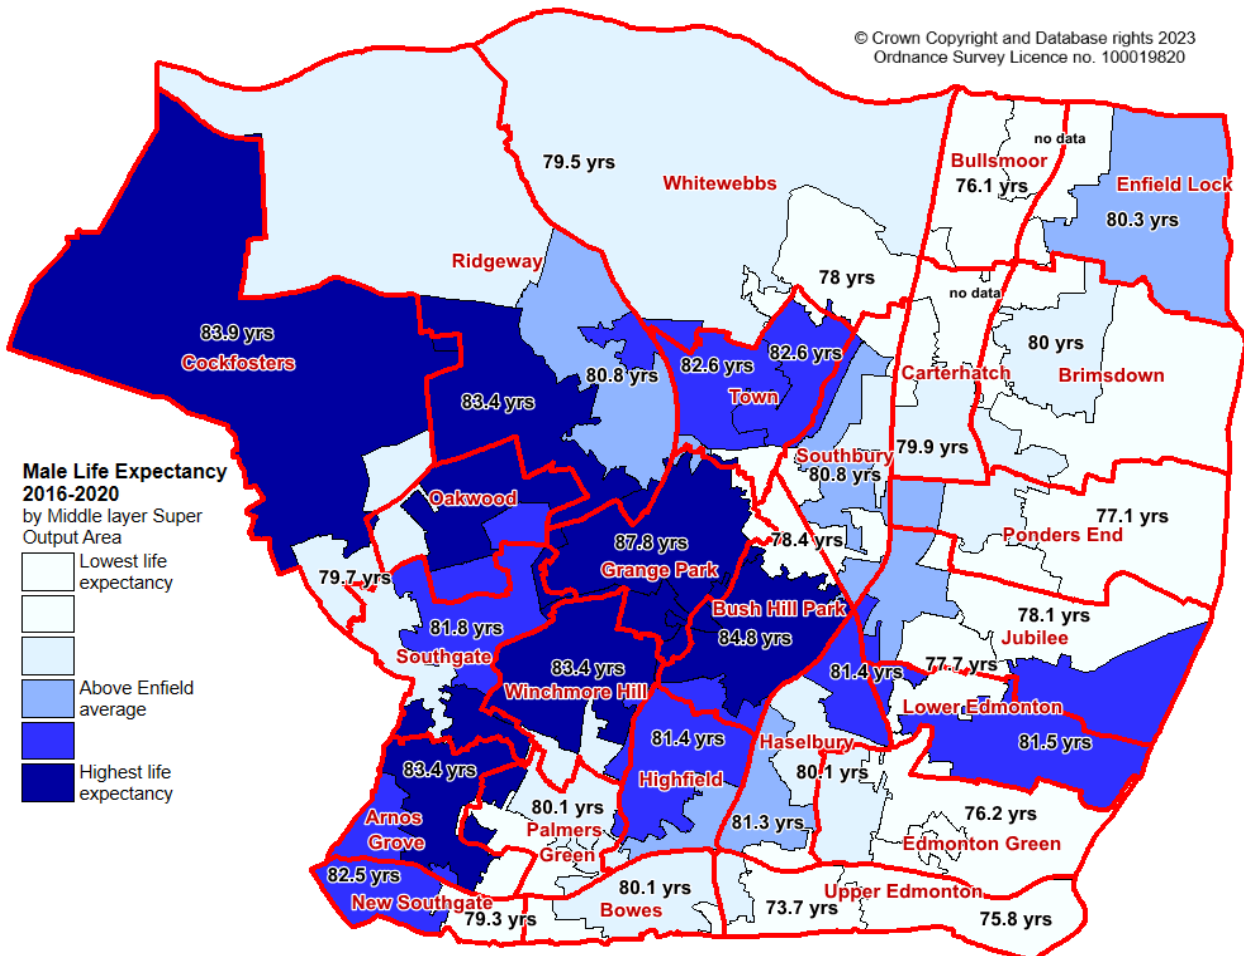 © Crown Copyright and Database rights 2023
Ordnance Survey Licence no. 100019820
no data
Bullsmoor
79.5 yrs
Whitewebbs
76.1 yrs
Enfield Lock
80.3 yrs
Ridgeway
78 yrs
no data
83.9 yrs
Cockfosters
80 yrs
82.6 yrs
82.6 yrs
80.8 yrs
Carterhatch
Brimsdown
Town
83.4 yrs
79.9 yrs
Southbury
80.8 yrs
Male Life Expectancy
2016-2020
by Middle layer Super
Output Area
Lowest life
expectancy
Above Enfield
average
Highest life
expectancy
Oakwood
77.1 yrs
Ponders End
87.8 yrs
78.4 yrs
Grange Park
79.7 yrs
Bush Hill Park
78.1 yrs
81.8 yrs
84.8 yrs
Jubilee
Southgate
83.4 yrs
77.7 yrs
81.4 yrs
Winchmore Hill
Lower Edmonton
81.4 yrs
Haselbury
81.5 yrs
83.4 yrs
Highfield
80.1 yrs
80.1 yrs
76.2 yrs
Arnos
Grove
Palmers
Green
81.3 yrs
Edmonton Green
82.5 yrs
80.1 yrs
Upper Edmonton
New Southgate
79.3 yrs
Bowes
73.7 yrs
75.8 yrs